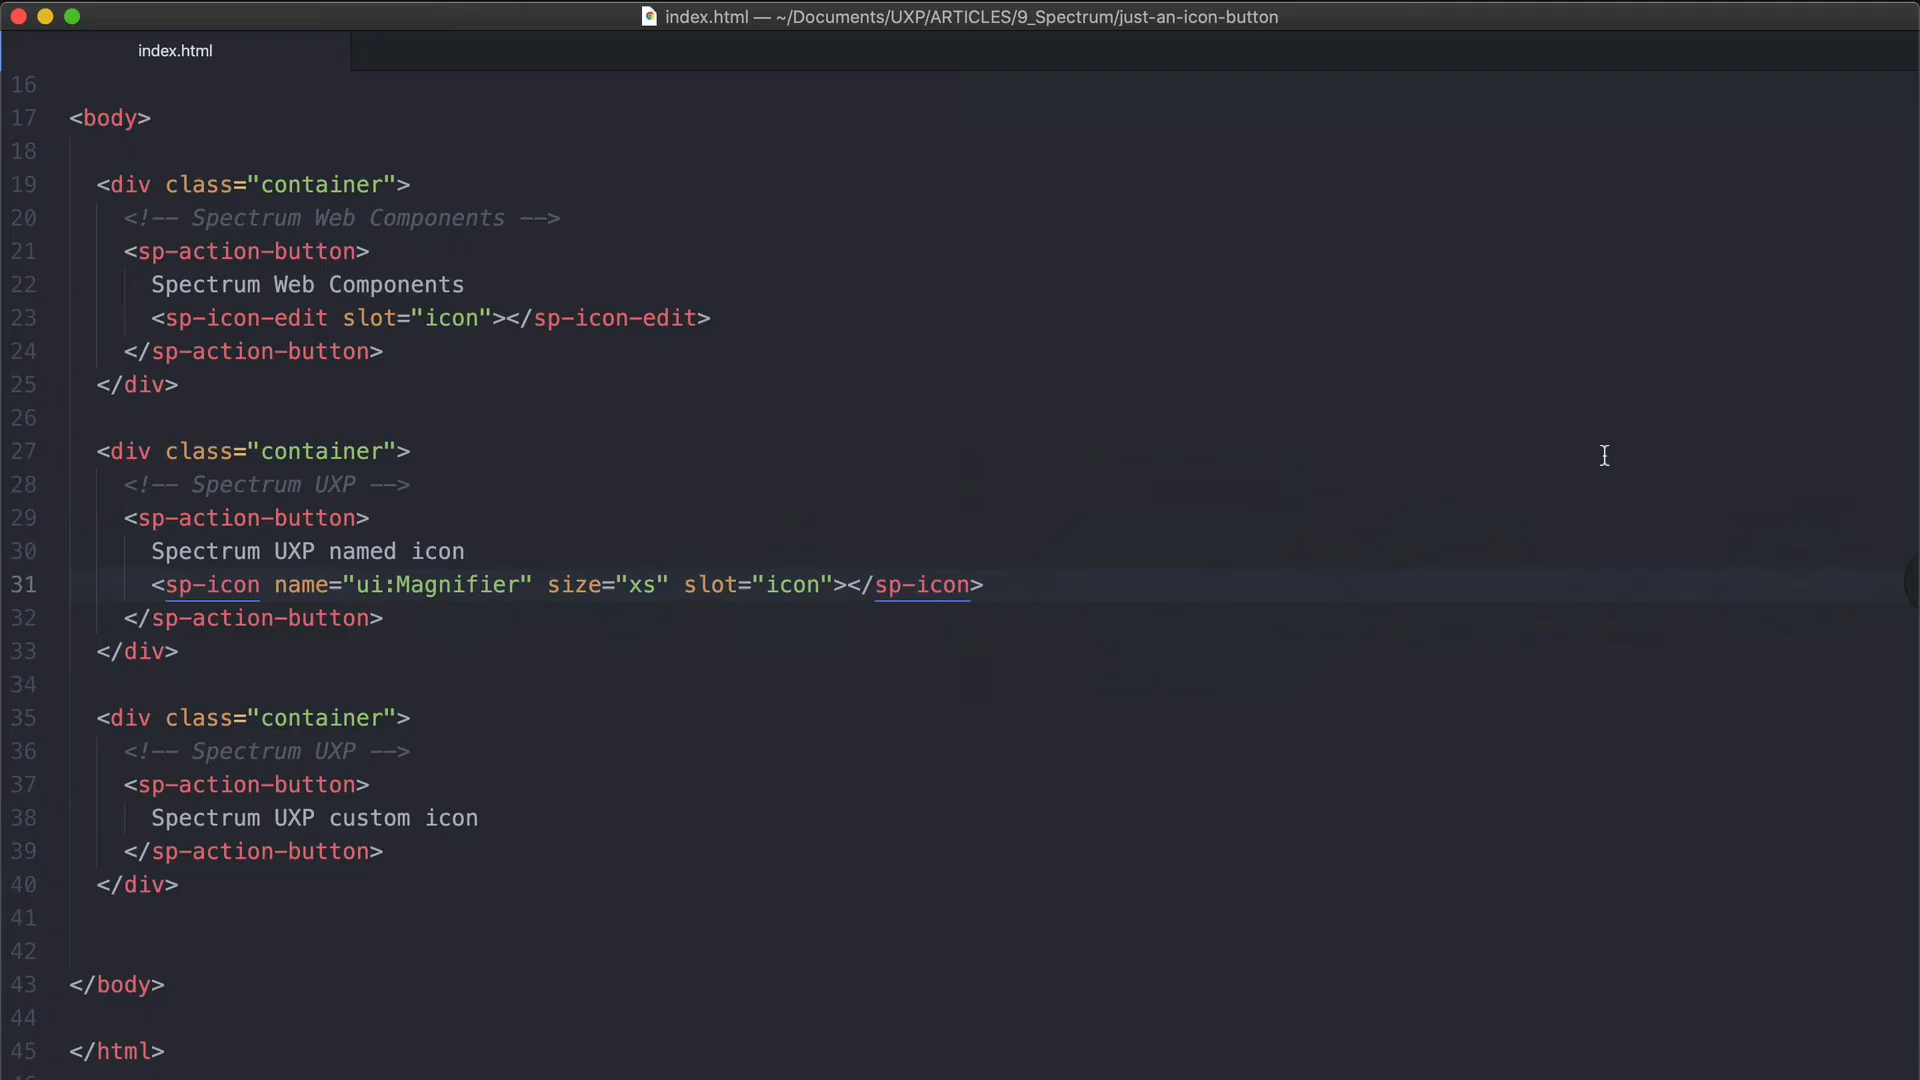 index.html — ~/Documents/UXP/ARTICLES/9_Spectrum/just-an-icon-button
index.html
16
17 <body>
18
19 <div class="container">
20 <!-- Spectrum Web Components -->
21 <sp-action-button>
22 Spectrum Web Components
23 <sp-icon-edit slot="icon"></sp-icon-edit>
24 </sp-action-button>
25 </div>
26
27 <div class="container">
28 <!-- Spectrum UXP -->
29 <sp-action-button>
30 Spectrum UXP named icon
31 <sp-icon name="ui:Magnifier" size="xs" slot="icon"></sp-icon>
32 </sp-action-button>
33 </div>
34
35 <div class="container">
36 <!-- Spectrum UXP -->
37 <sp-action-button>
38 Spectrum UXP custom icon
39 </sp-action-button>
40 </div>
41
42
43 </body>
44
45 </html>